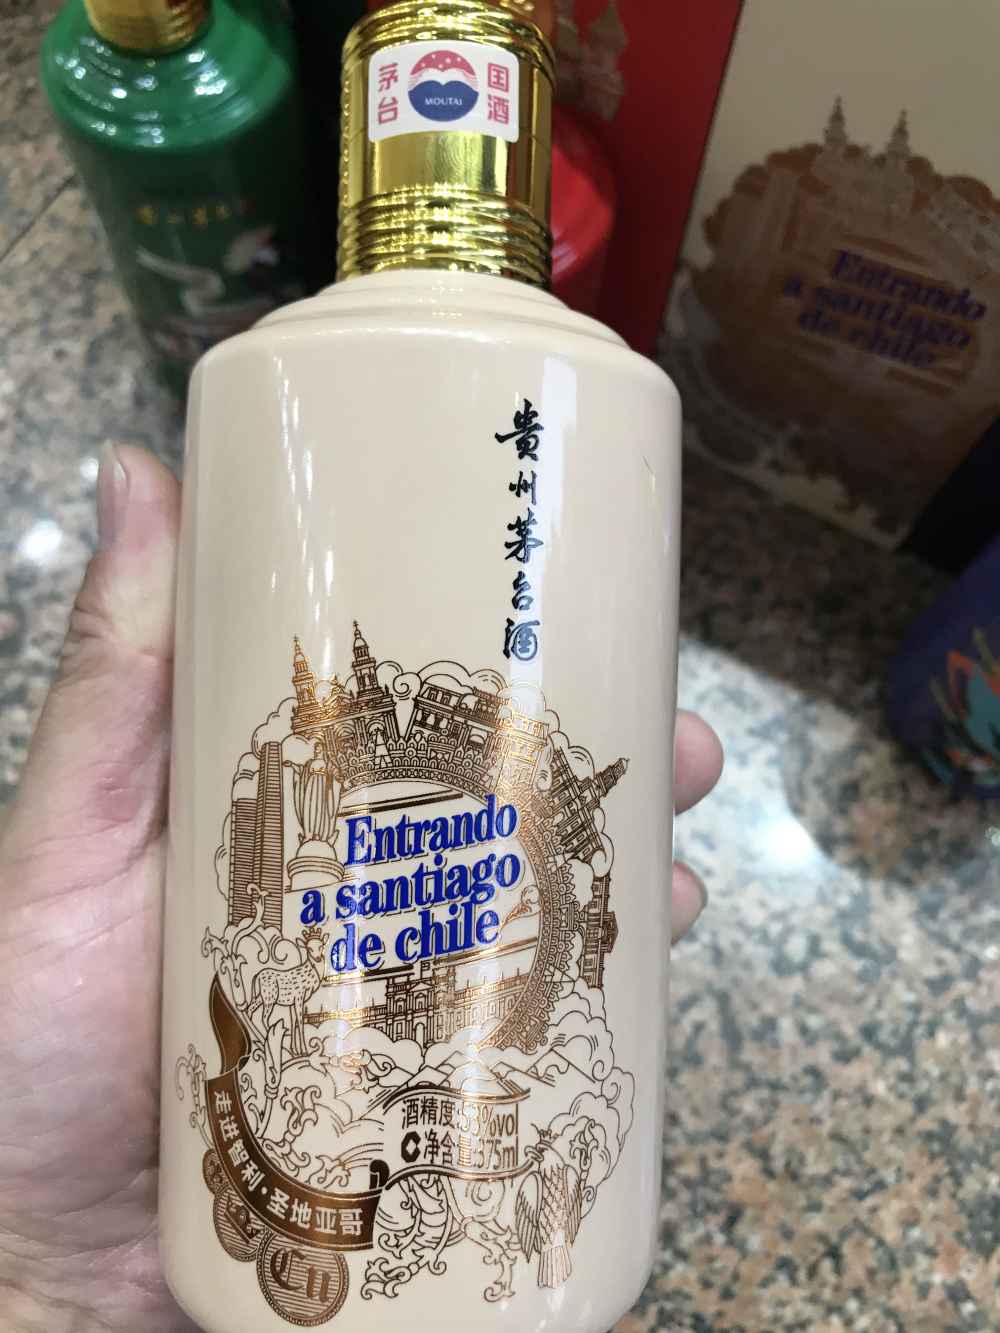 国酒
茅台
MOUTAI
贵州茅台酒
Entrando
a santiago
de chile
酒精度:53%vol
净含量:375ml
走进智利·圣地亚哥
Cu
Entrando
a santiago
de chile